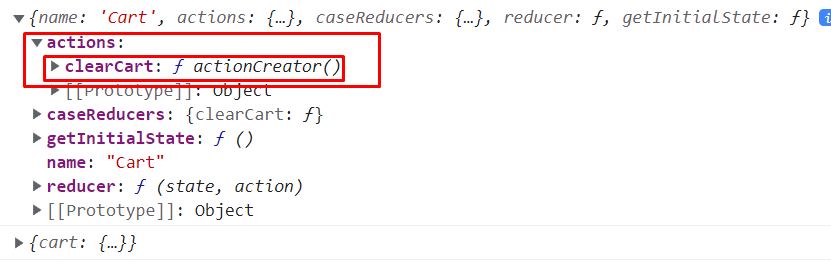 {name: 'Cart', actions: {…}, caseReducers: {…}, reducer: ƒ, getInitialState: ƒ} i
actions:
clearCart: ƒ actionCreator()
[[Prototype]]: Object
caseReducers: {clearCart: ƒ}
getInitialState: ƒ ()
name: "Cart"
reducer: ƒ (state, action)
[[Prototype]]: Object
{cart: {…}}